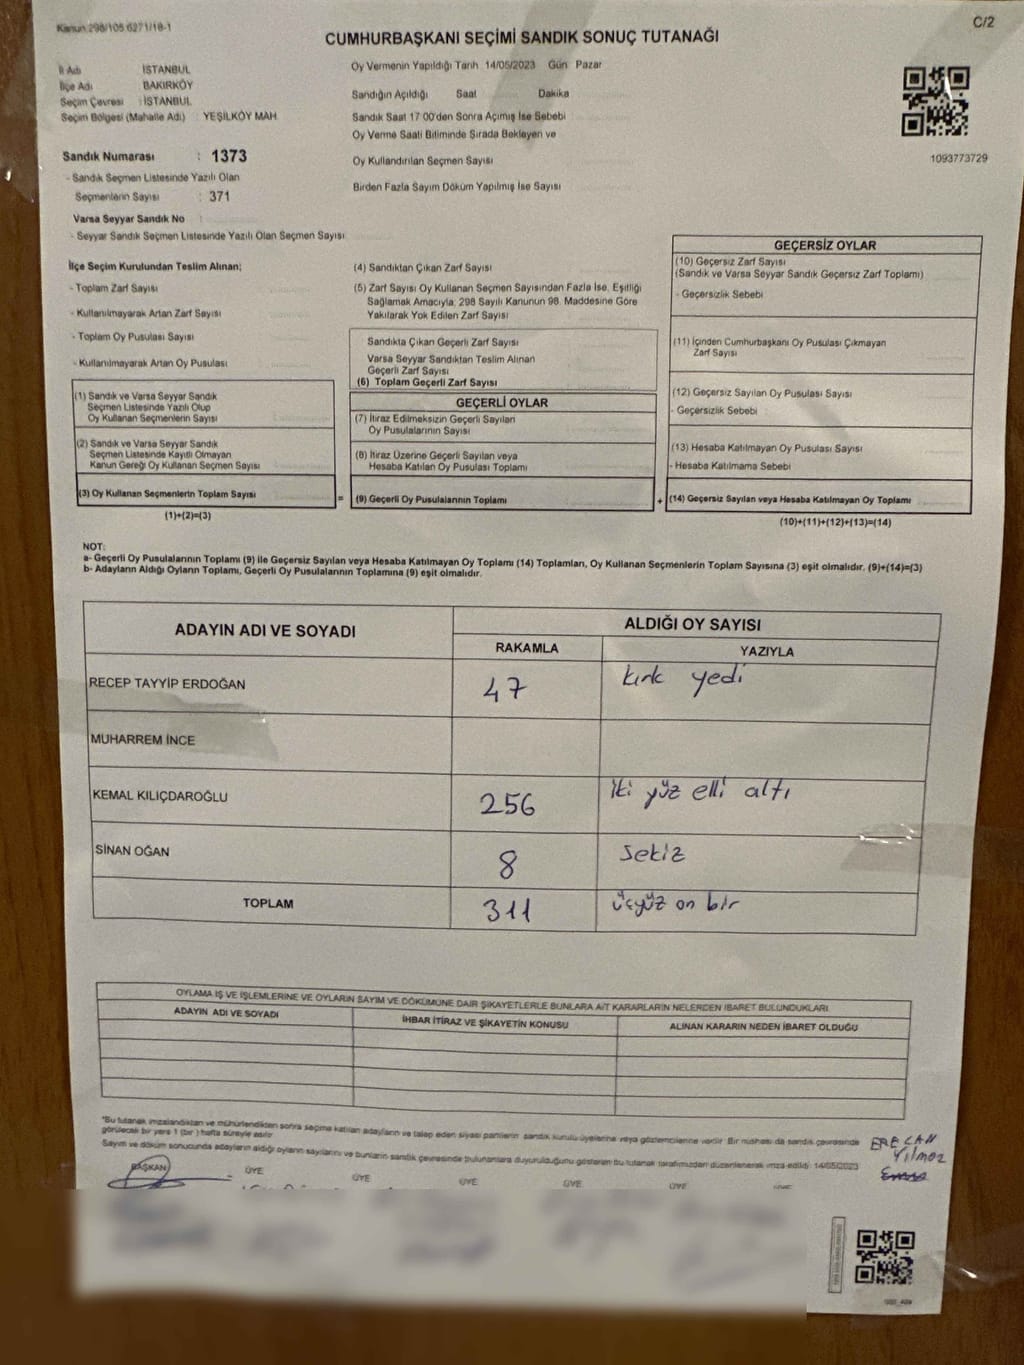 Kanun 298/105 6271/18-1
C/2
CUMHURBAŞKANI SEÇİMİ SANDIK SONUÇ TUTANAĞI
İl Adı İSTANBUL
İlçe Adı BAKIRKÖY
Seçim Çevresi : İSTANBUL
Seçim Bölgesi (Mahalle Adı) : YEŞİLKÖY MAH.
Sandık Numarası : 1373
- Sandık Seçmen Listesinde Yazılı Olan
Seçmenlerin Sayısı : 371
Varsa Seyyar Sandık No
- Seyyar Sandık Seçmen Listesinde Yazılı Olan Seçmen Sayısı
Oy Vermenin Yapıldığı Tarih 14/05/2023 Gün Pazar
Sandığın Açıldığı Saat Dakika
Sandık Saat 17:00'den Sonra Açımış İse Sebebi
Oy Verme Saati Bitiminde Sırada Bekleyen ve
Oy Kullandırılan Seçmen Sayısı
Birden Fazla Sayım Döküm Yapılmış İse Sayısı
1093773729
İlçe Seçim Kurulundan Teslim Alınan;
- Toplam Zarf Sayısı
- Kullanılmayarak Artan Zarf Sayısı
- Toplam Oy Pusulası Sayısı
- Kullanılmayarak Artan Oy Pusulası
(1) Sandık ve Varsa Seyyar Sandık
Seçmen Listesinde Yazılı Olup
Oy Kullanan Seçmenlerin Sayısı
(2) Sandık ve Varsa Seyyar Sandık
Seçmen Listesinde Kayıtlı Olmayan
Kanun Gereği Oy Kullanan Seçmen Sayısı
(3) Oy Kullanan Seçmenlerin Toplam Sayısı
(1)+(2)=(3)
=
(4) Sandıktan Çıkan Zarf Sayısı
(5) Zarf Sayısı Oy Kullanan Seçmen Sayısından Fazla İse, Eşitliği
Sağlamak Amacıyla, 298 Sayılı Kanunun 98. Maddesine Göre
Yakılarak Yok Edilen Zarf Sayısı
Sandıkta Çıkan Geçerli Zarf Sayısı
Varsa Seyyar Sandıktan Teslim Alınan
Geçerli Zarf Sayısı
(6) Toplam Geçerli Zarf Sayısı
GEÇERLİ OYLAR
(7) İtiraz Edilmeksizin Geçerli Sayılan
Oy Pusulalarının Sayısı
(8) İtiraz Üzerine Geçerli Sayılan veya
Hesaba Katılan Oy Pusulası Toplamı
(9) Geçerli Oy Pusulalarının Toplamı
+
GEÇERSİZ OYLAR
(10) Geçersiz Zarf Sayısı
(Sandık ve Varsa Seyyar Sandık Geçersiz Zarf Toplamı)
- Geçersizlik Sebebi
(11) İçinden Cumhurbaşkanı Oy Pusulası Çıkmayan
Zarf Sayısı
(12) Geçersiz Sayılan Oy Pusulası Sayısı
- Geçersizlik Sebebi
(13) Hesaba Katılmayan Oy Pusulası Sayısı
- Hesaba Katılmama Sebebi
(14) Geçersiz Sayılan veya Hesaba Katılmayan Oy Toplamı
(10)+(11)+(12)+(13)=(14)
NOT:
a- Geçerli Oy Pusulalarının Toplamı (9) ile Geçersiz Sayılan veya Hesaba Katılmayan Oy Toplamı (14) Toplamları, Oy Kullanan Seçmenlerin Toplam Sayısına (3) eşit olmalıdır. (9)+(14)=(3)
b- Adayların Aldığı Oyların Toplamı, Geçerli Oy Pusulalarının Toplamına (9) eşit olmalıdır.
ADAYIN ADI VE SOYADI
ALDIĞI OY SAYISI
RAKAMLA YAZIYLA
RECEP TAYYİP ERDOĞAN 47 kırk yedi
MUHARREM İNCE
KEMAL KILIÇDAROĞLU 256 iki yüz elli altı
SİNAN OĞAN 8 sekiz
TOPLAM 311 üçyüz on bir
OYLAMA İŞ VE İŞLEMLERİNE VE OYLARIN SAYIM VE DÖKÜMÜNE DAİR ŞİKAYETLERLE BUNLARA AİT KARARLARIN NELERDEN İBARET BULUNDUKLARI
ADAYIN ADI VE SOYADI İHBAR İTİRAZ VE ŞİKAYETİN KONUSU ALINAN KARARIN NEDEN İBARET OLDUĞU
"Bu tutanak imzalandıktan ve mühürlendikten sonra seçime katılan adayların ve talep eden siyasi partilerin sandık kurulu üyelerine veya gözlemcilerine verilir. Bir nüshası da sandık çevresinde
görülecek bir yere 1 (bir) hafta süreyle asılır.
Sayım ve döküm sonucunda adayların aldığı oyların sayılarını ve bunların sandık çevresinde bulunanlara duyurulduğunu gösteren bu tutanak tarafımızdan düzenlenerek imza edildi. 14/05/2023
ERECAN
Yılmaz
BAŞKAN ÜYE ÜYE ÜYE ÜYE ÜYE